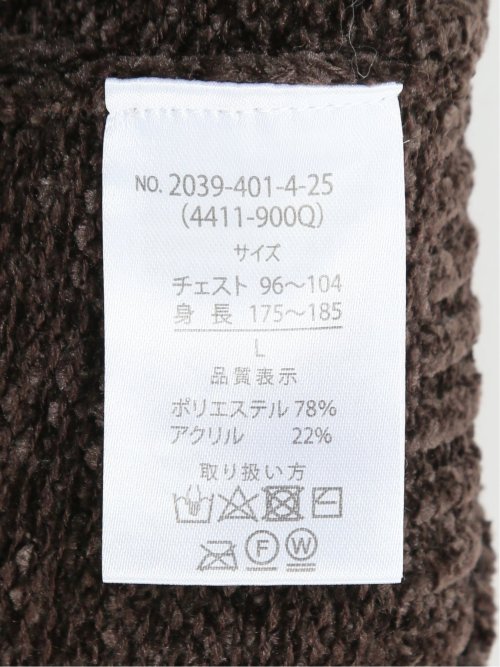 NO. 2039-401-4-25
(4411-900Q)
サイズ
チェスト 96〜104
身 長 175〜185
L
品質表示
ポリエステル 78%
アクリル 22%
取り扱い方
F W